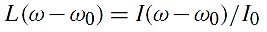 L(ω − ω₀) = I(ω − ω₀)/I₀